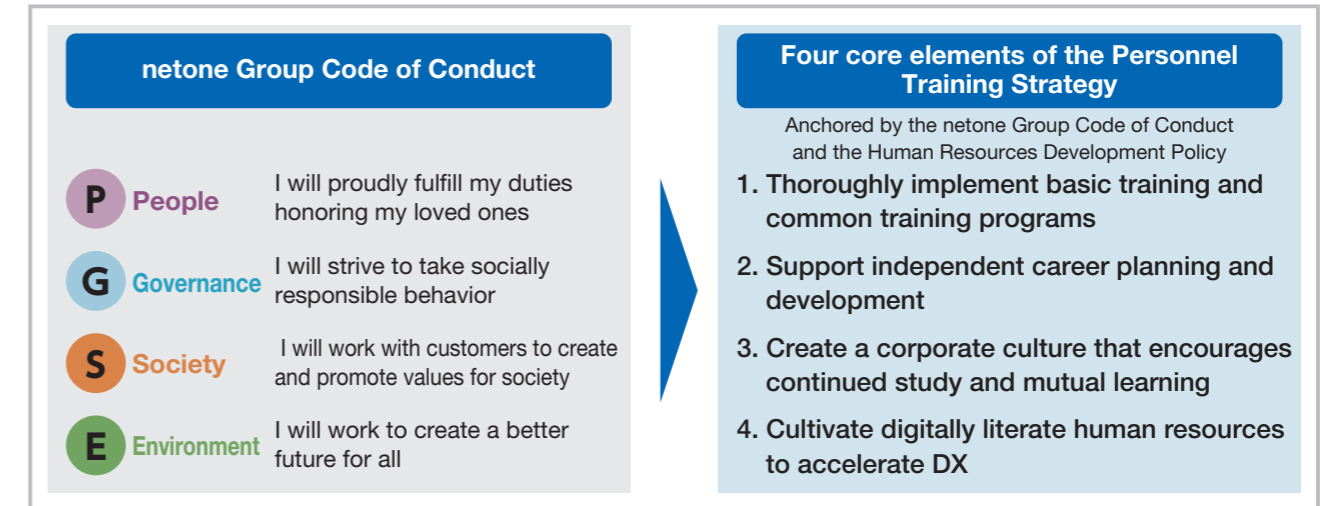 netone Group Code of Conduct
P People
I will proudly fulfill my duties
honoring my loved ones
G Governance
I will strive to take socially
responsible behavior
S Society
I will work with customers to create
and promote values for society
E Environment
I will work to create a better
future for all
Four core elements of the Personnel
Training Strategy
Anchored by the netone Group Code of Conduct
and the Human Resources Development Policy
1. Thoroughly implement basic training and
common training programs
2. Support independent career planning and
development
3. Create a corporate culture that encourages
continued study and mutual learning
4. Cultivate digitally literate human resources
to accelerate DX